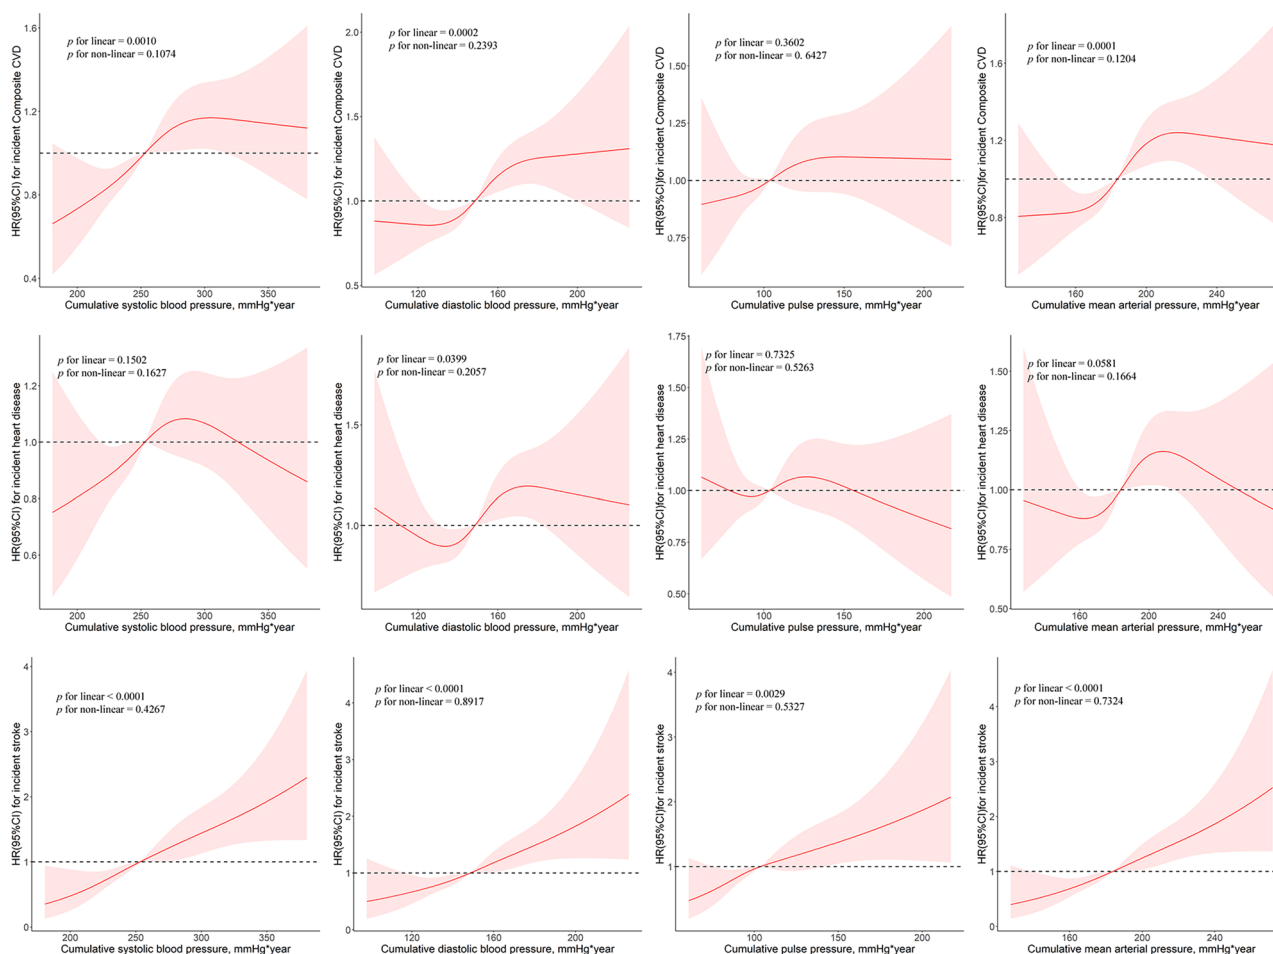 HR(95%CI) for incident Composite CVD
1.6
1.2
0.8
0.4
p for linear = 0.0010
p for non-linear = 0.1074
200
250
300
350
Cumulative systolic blood pressure, mmHg*year
HR(95%CI) for incident Composite CVD
2.0
1.5
1.0
0.5
p for linear = 0.0002
p for non-linear = 0.2393
120
160
200
Cumulative diastolic blood pressure, mmHg*year
HR(95%CI)for incident Composite CVD
1.50
1.25
1.00
0.75
p for linear = 0.3602
p for non-linear = 0. 6427
100
150
200
Cumulative pulse pressure, mmHg*year
HR(95%CI)for incident Composite CVD
1.6
1.2
0.8
p for linear = 0.0001
p for non-linear = 0.1204
160
200
240
Cumulative mean arterial pressure, mmHg*year
HR(95%CI) for incident heart disease
1.2
1.0
0.8
0.6
p for linear = 0.1502
p for non-linear = 0.1627
200
250
300
350
Cumulative systolic blood pressure, mmHg*year
HR(95%CI) for incident heart disease
1.5
1.0
p for linear = 0.0399
p for non-linear = 0.2057
120
160
200
Cumulative diastolic blood pressure, mmHg*year
HR(95%CI)for incident heart disease
1.75
1.50
1.25
1.00
0.75
0.50
p for linear = 0.7325
p for non-linear = 0.5263
100
150
200
Cumulative pulse pressure, mmHg*year
HR(95%CI)for incident heart disease
1.50
1.25
1.00
0.75
0.50
p for linear = 0.0581
p for non-linear = 0.1664
160
200
240
Cumulative mean arterial pressure, mmHg*year
HR(95%CI) for incident stroke
4
3
2
1
0
p for linear < 0.0001
p for non-linear = 0.4267
200
250
300
350
Cumulative systolic blood pressure, mmHg*year
HR(95%CI) for incident stroke
4
3
2
1
0
p for linear < 0.0001
p for non-linear = 0.8917
120
160
200
Cumulative diastolic blood pressure, mmHg*year
HR(95%CI)for incident stroke
4
3
2
1
p for linear = 0.0029
p for non-linear = 0.5327
100
150
200
Cumulative pulse pressure, mmHg*year
HR(95%CI)for incident stroke
4
3
2
1
0
p for linear < 0.0001
p for non-linear = 0.7324
160
200
240
Cumulative mean arterial pressure, mmHg*year